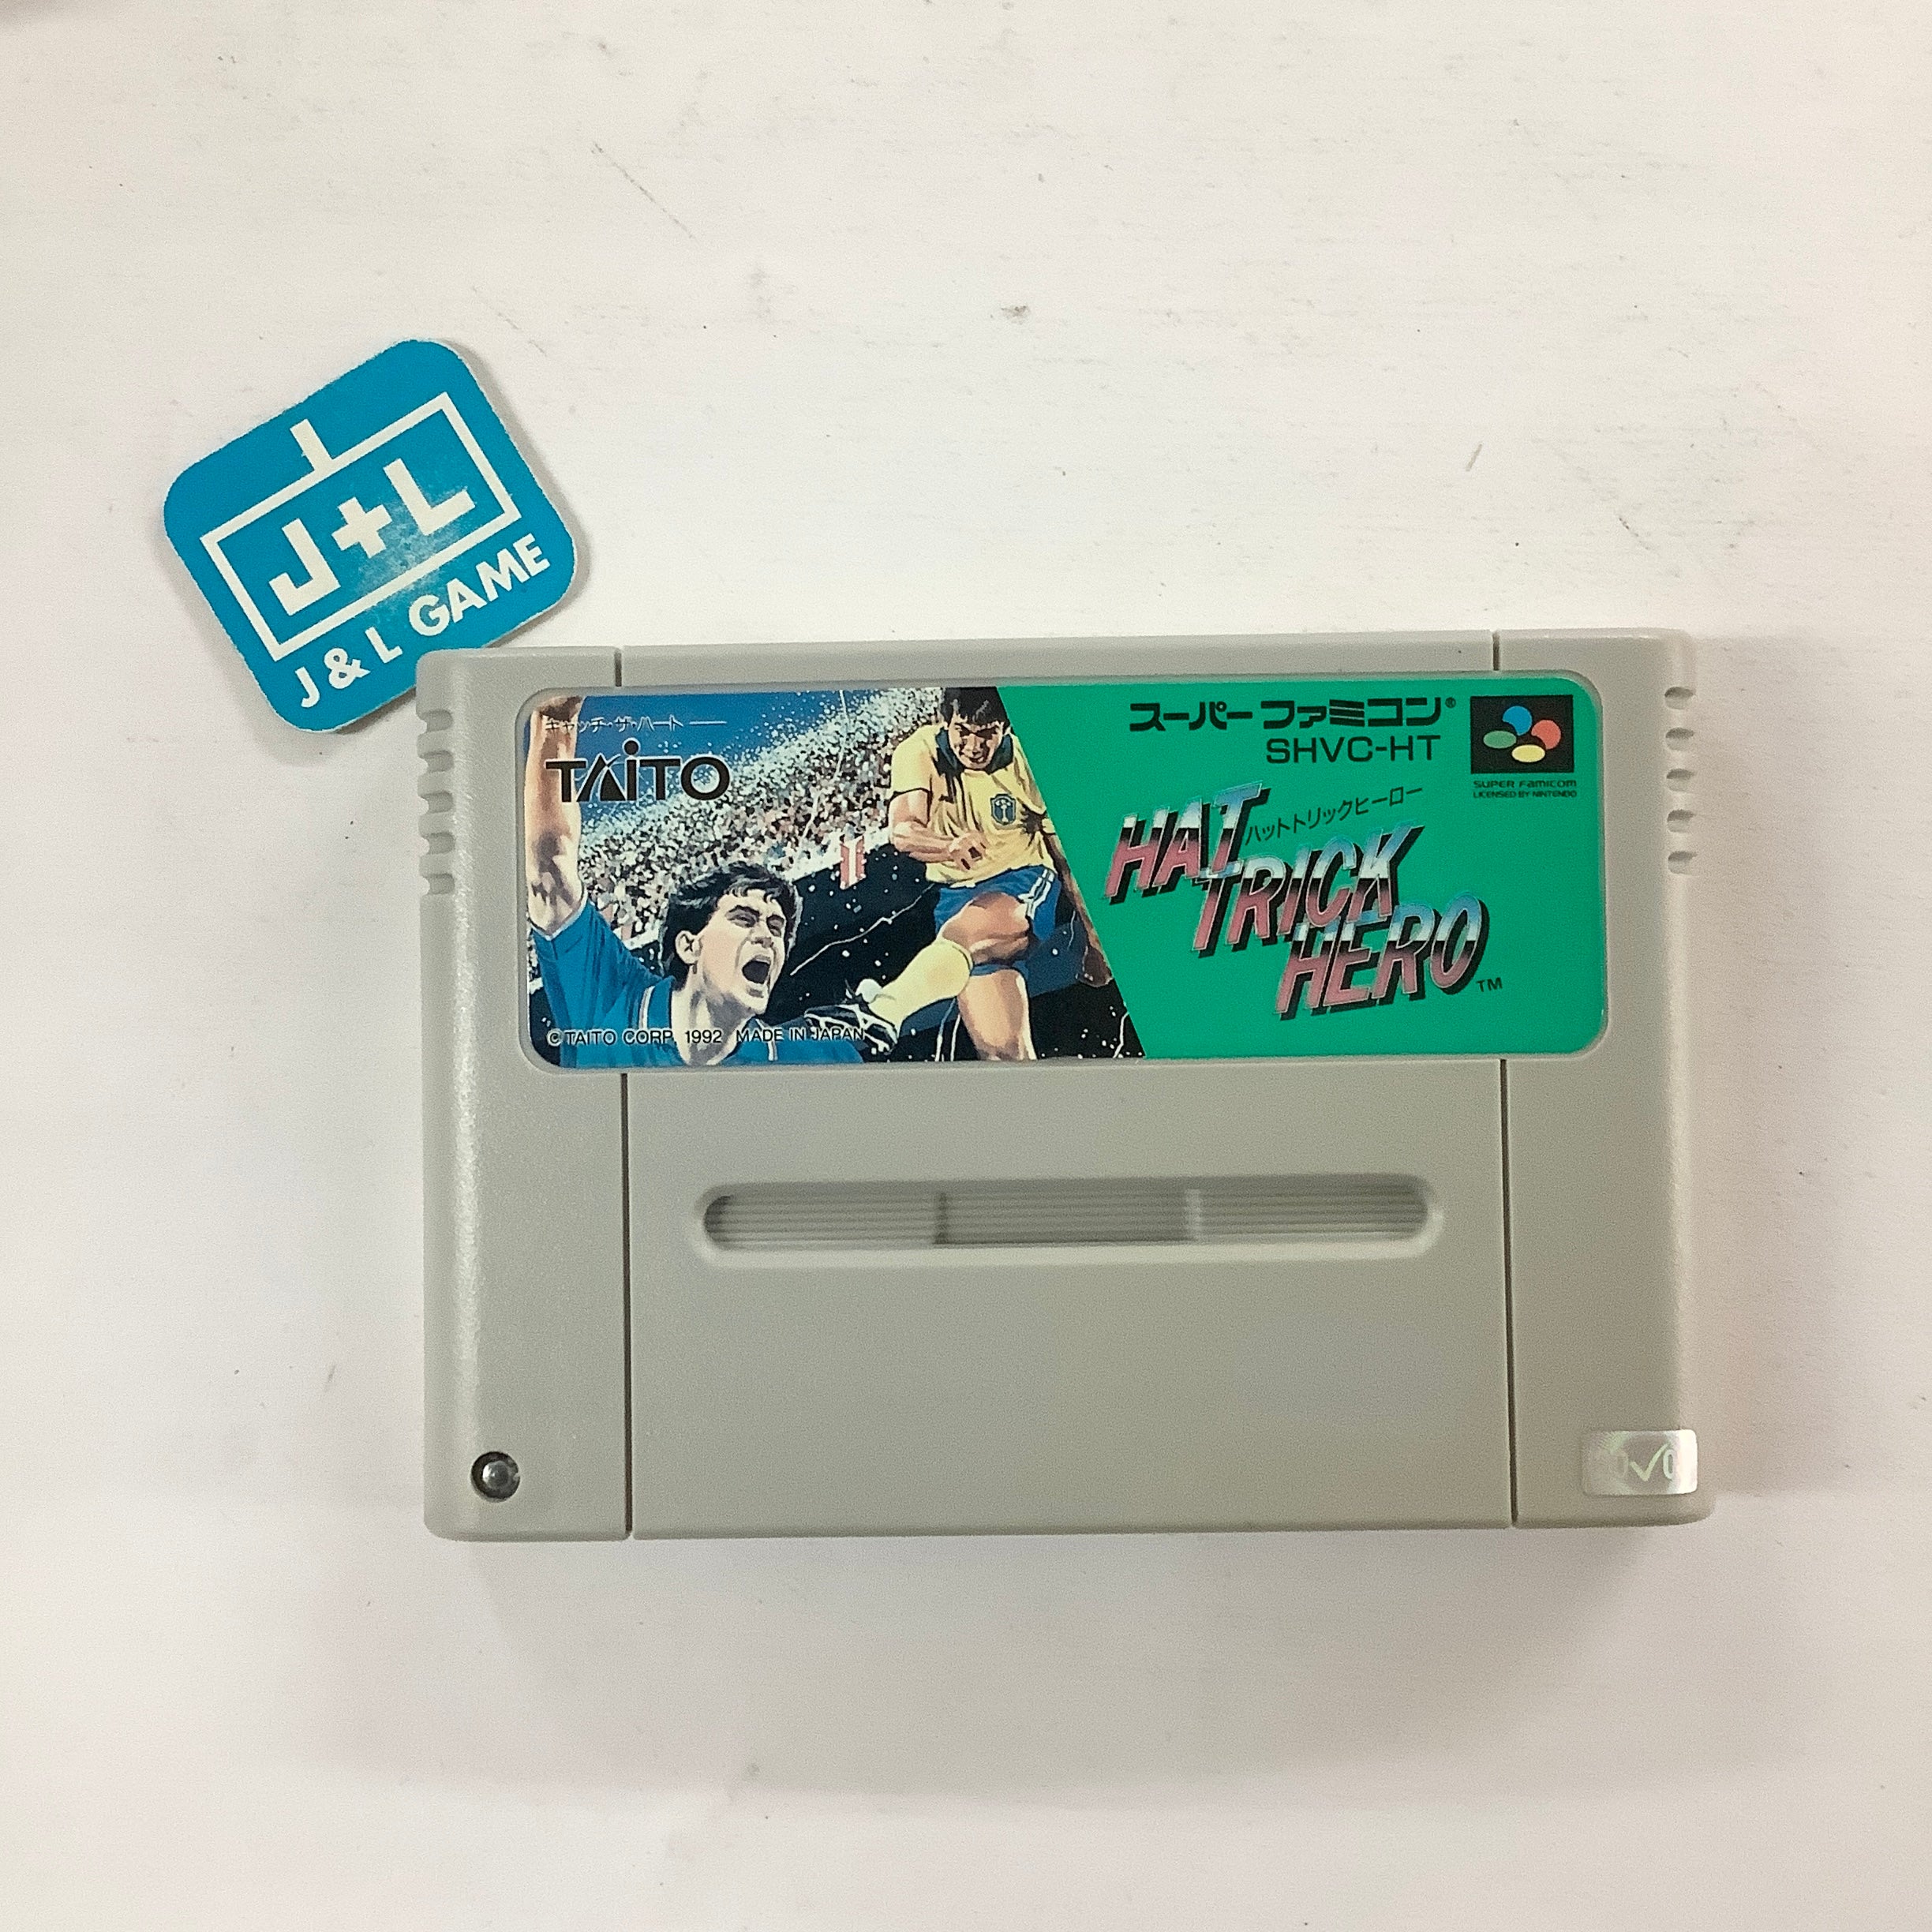 J+L
J & L GAME
キャッチ・ザ・ハート
TAITO
© TAITO CORP. 1992 MADE IN JAPAN
スーパーファミコン®
SHVC-HT
SUPER FAMICOM
LICENSED BY NINTENDO
ハットトリックヒーロー
HAT
TRICK
HERO™